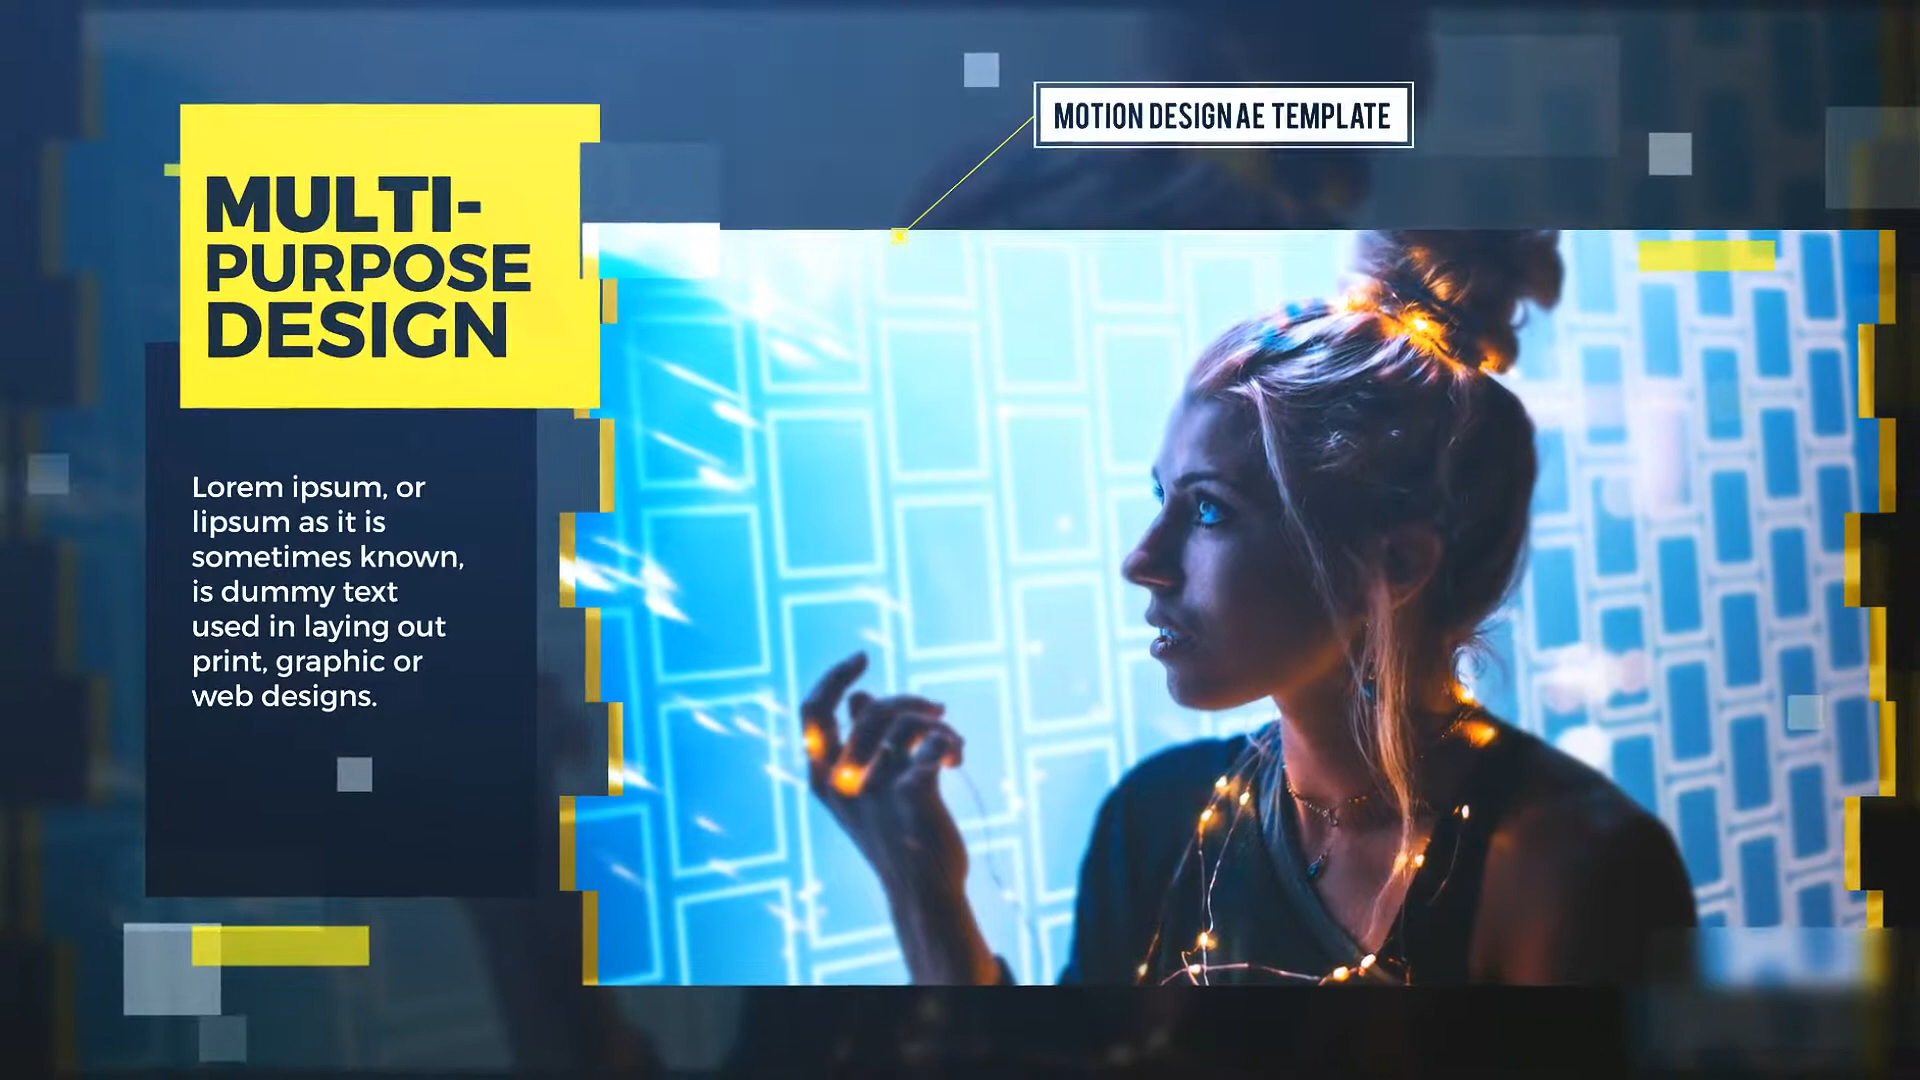 MULTI-
PURPOSE
DESIGN
MOTION DESIGN AE TEMPLATE
Lorem ipsum, or
lipsum as it is
sometimes known,
is dummy text
used in laying out
print, graphic or
web designs.